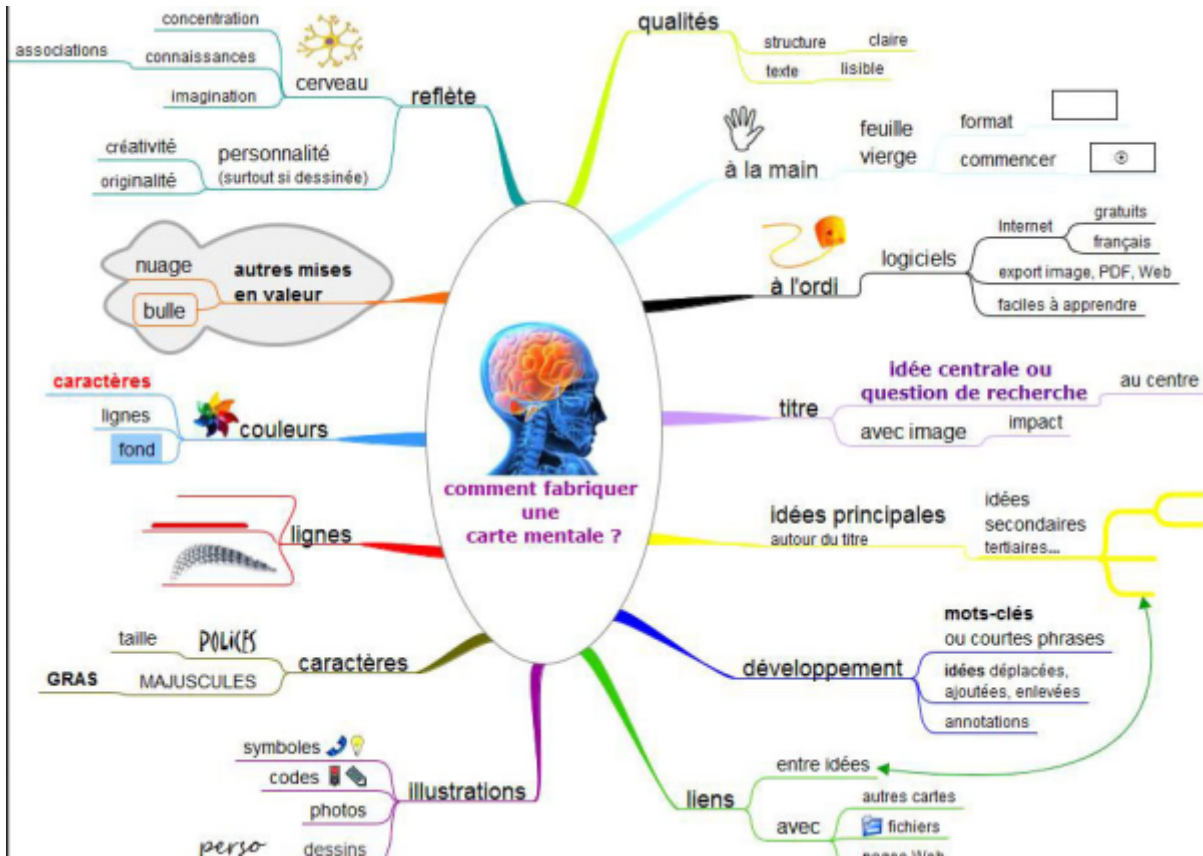 comment fabriquer
une
carte mentale ?
qualités
structure claire
texte lisible
à la main
feuille
vierge
format
commencer
à l'ordi
logiciels
Internet
gratuits
français
export image, PDF, Web
faciles à apprendre
titre
idée centrale ou
question de recherche
au centre
avec image
impact
idées principales
autour du titre
idées
secondaires
tertiaires...
développement
mots-clés
ou courtes phrases
idées déplacées,
ajoutées, enlevées
annotations
liens
entre idées
avec
autres cartes
fichiers
pages Web
illustrations
symboles
codes
photos
perso dessins
caractères
taille POLICES
GRAS MAJUSCULES
lignes
couleurs
caractères
lignes
fond
autres mises
en valeur
nuage
bulle
reflète
cerveau
concentration
associations connaissances
imagination
personnalité
(surtout si dessinée)
créativité
originalité